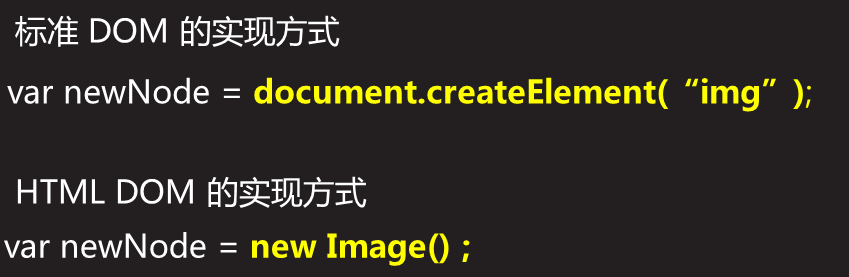 标准 DOM 的实现方式
var newNode = document.createElement(“img”);
HTML DOM 的实现方式
var newNode = new Image() ;